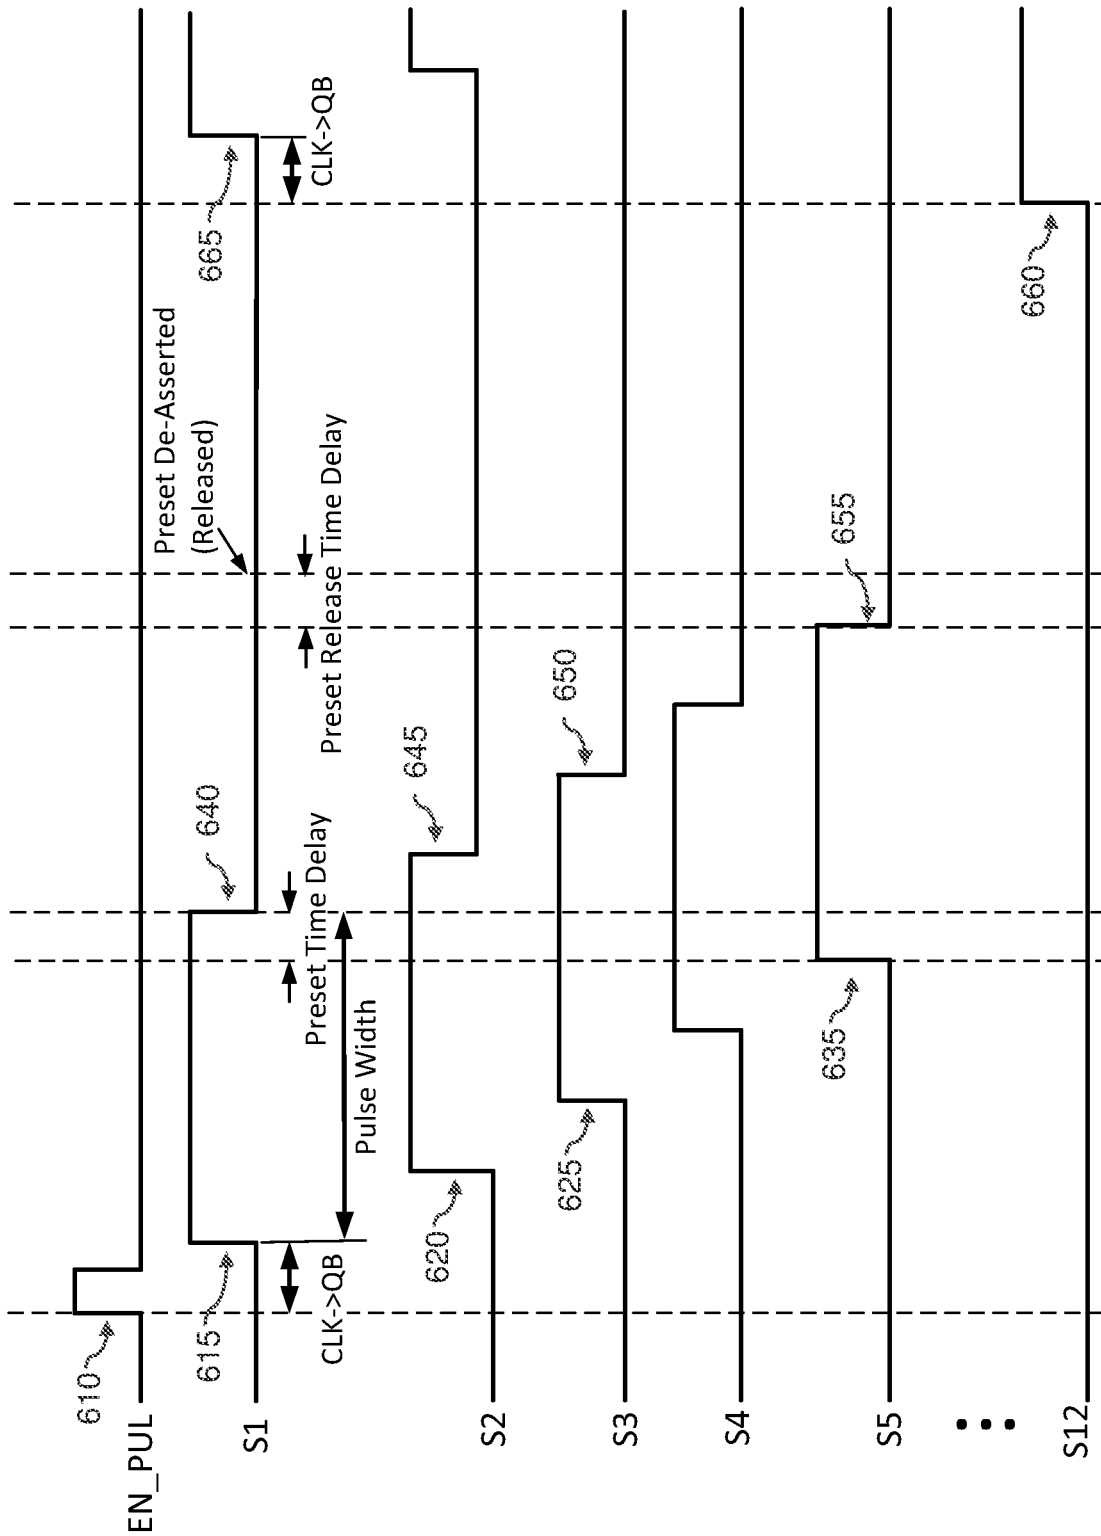 EN_PUL
610
S1
615
640
Preset De-Asserted
(Released)
665
CLK->QB
Pulse Width
Preset Time Delay
Preset Release Time Delay
CLK->QB
S2
620
645
S3
625
650
S4
S5
635
655
S12
660